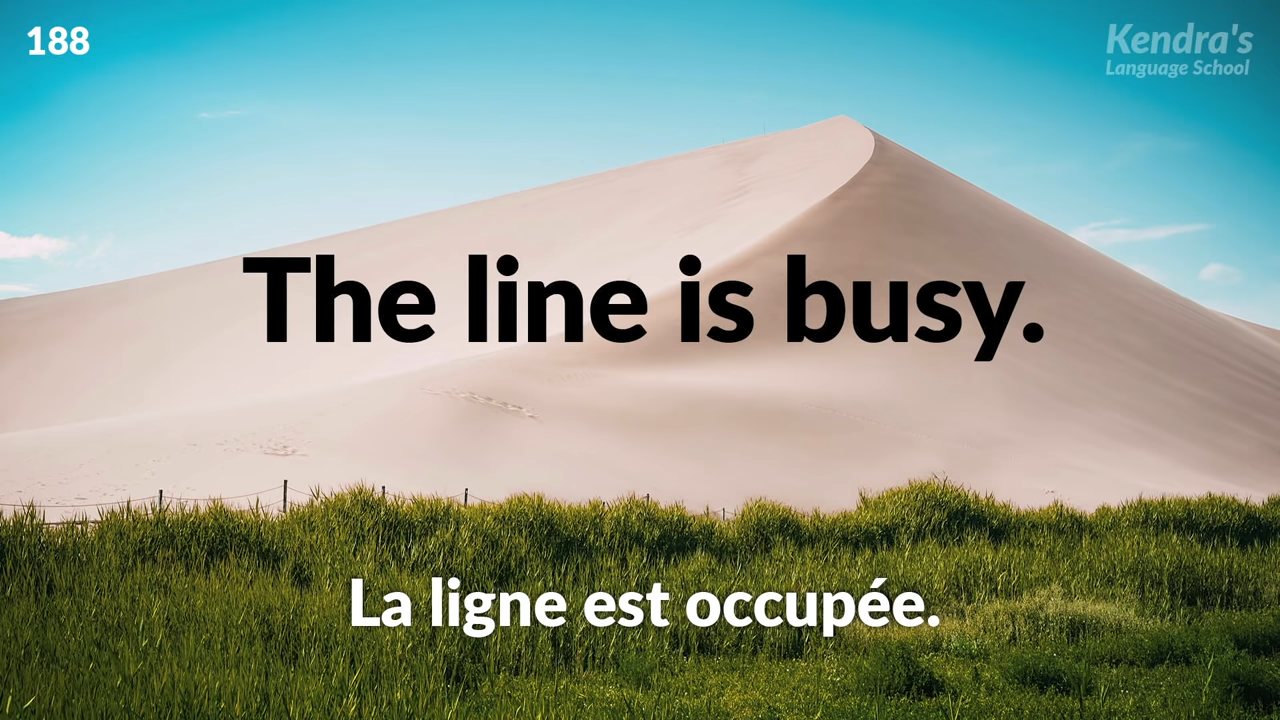 188
Kendra's
Language School
The line is busy.
La ligne est occupée.